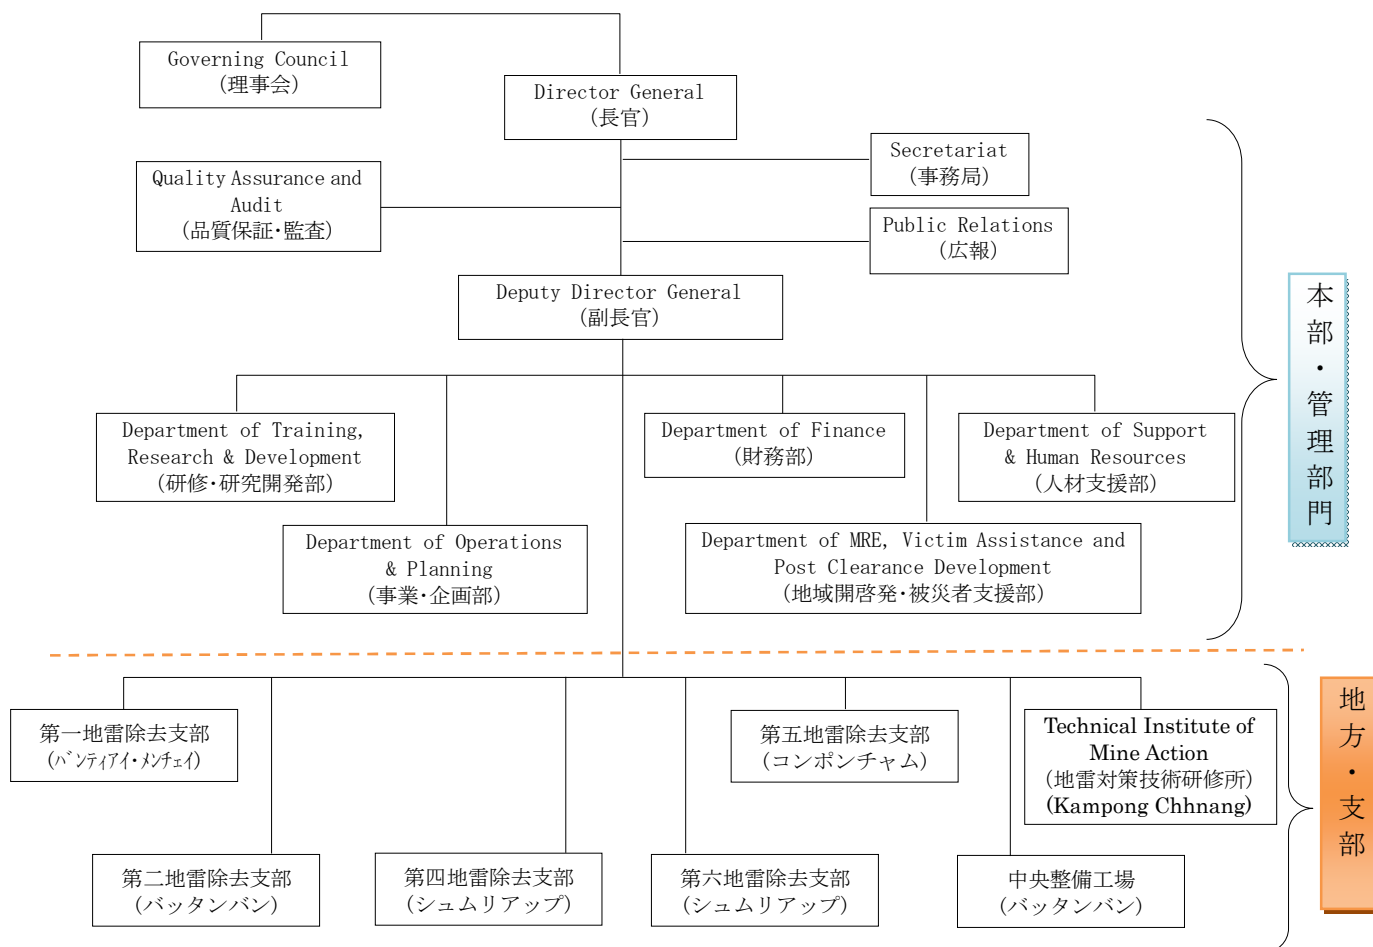 Governing Council
(理事会)
Director General
(長官)
Secretariat
(事務局)
Quality Assurance and
Audit
(品質保証・監査)
Public Relations
(広報)
Deputy Director General
(副長官)
本部・管理部門
Department of Training,
Research & Development
(研修・研究開発部)
Department of Finance
(財務部)
Department of Support
& Human Resources
(人材支援部)
Department of Operations
& Planning
(事業・企画部)
Department of MRE, Victim Assistance and
Post Clearance Development
(地域開啓発・被災者支援部)
第一地雷除去支部
(バンティアイ・メンチェイ)
第五地雷除去支部
(コンポンチャム)
Technical Institute of
Mine Action
(地雷対策技術研修所)
(Kampong Chhnang)
地方・支部
第二地雷除去支部
(バッタンバン)
第四地雷除去支部
(シュムリアップ)
第六地雷除去支部
(シュムリアップ)
中央整備工場
(バッタンバン)